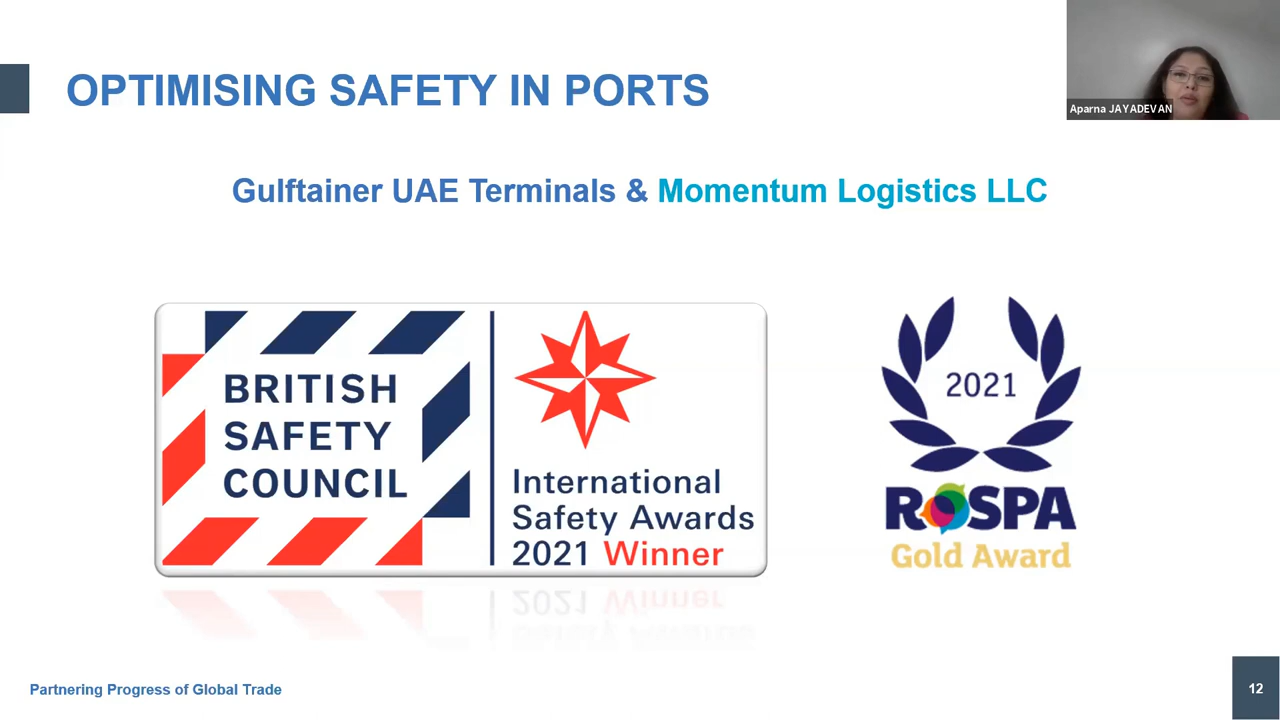 OPTIMISING SAFETY IN PORTS
Aparna JAYADEVAN
Gulftainer UAE Terminals & Momentum Logistics LLC
BRITISH
SAFETY
COUNCIL
International
Safety Awards
2021 Winner
2021
RoSPA
Gold Award
Partnering Progress of Global Trade
12